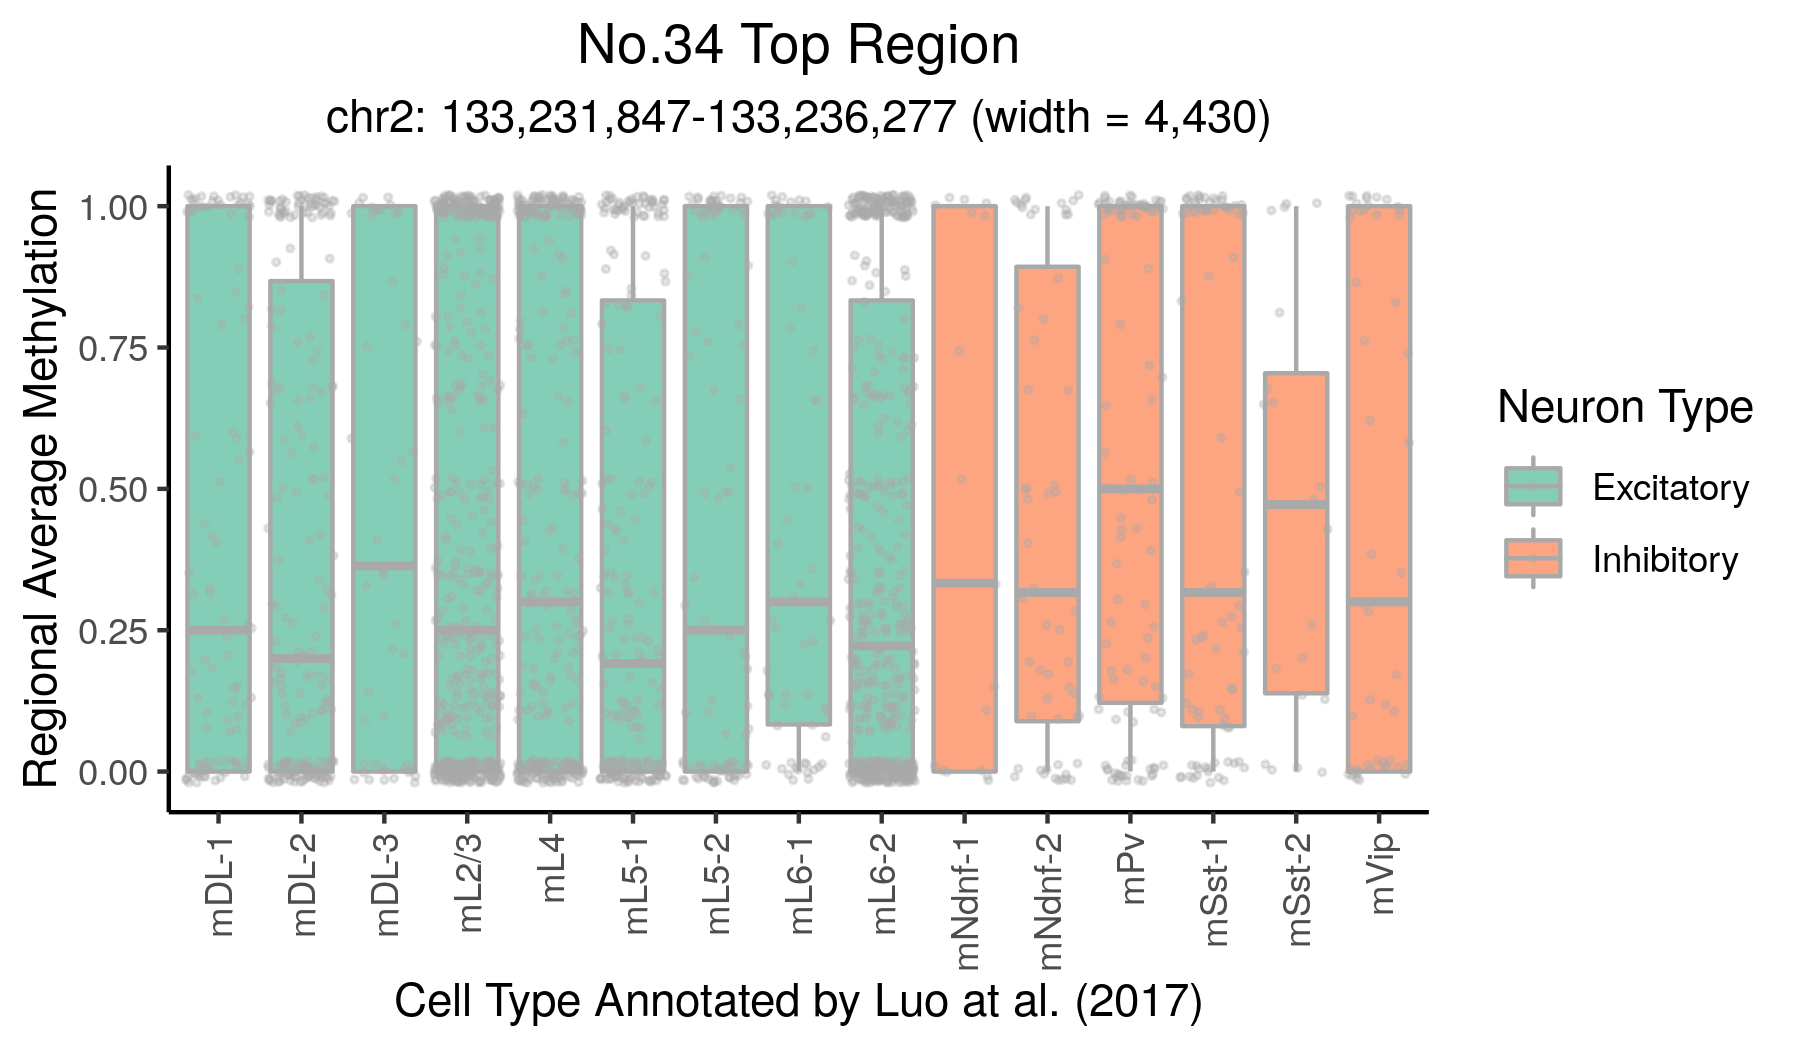 No.34 Top Region
chr2: 133,231,847-133,236,277 (width = 4,430)
Regional Average Methylation
1.00
0.75
0.50
0.25
0.00
mDL-1
mDL-2
mDL-3
mL2/3
mL4
mL5-1
mL5-2
mL6-1
mL6-2
mNdnf-1
mNdnf-2
mPv
mSst-1
mSst-2
mVip
Cell Type Annotated by Luo at al. (2017)
Neuron Type
Excitatory
Inhibitory